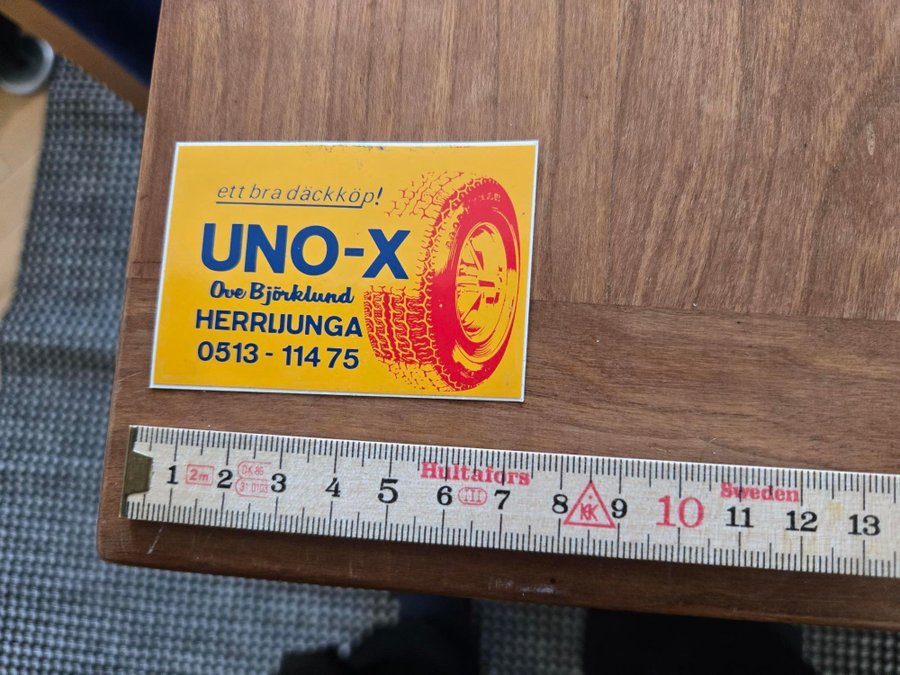 ett bra däckköp!
UNO-X
Ove Björklund
HERRLJUNGA
0513 - 114 75
Hultafors Sweden
1 2m 2 3 4 5 6 III 7 8 K 9 10 11 12 13